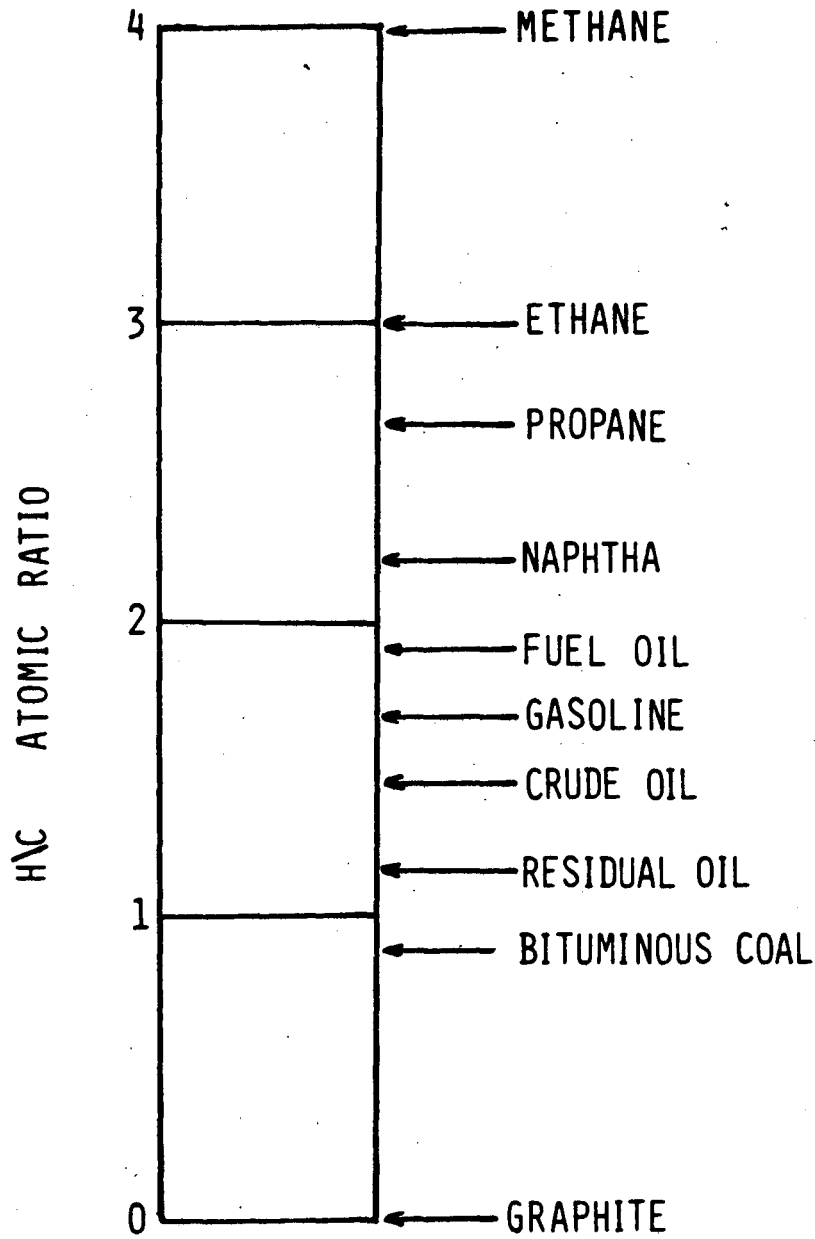 4 METHANE
3 ETHANE
PROPANE
NAPHTHA
2
FUEL OIL
GASOLINE
CRUDE OIL
RESIDUAL OIL
1
BITUMINOUS COAL
0 GRAPHITE
H\C ATOMIC RATIO